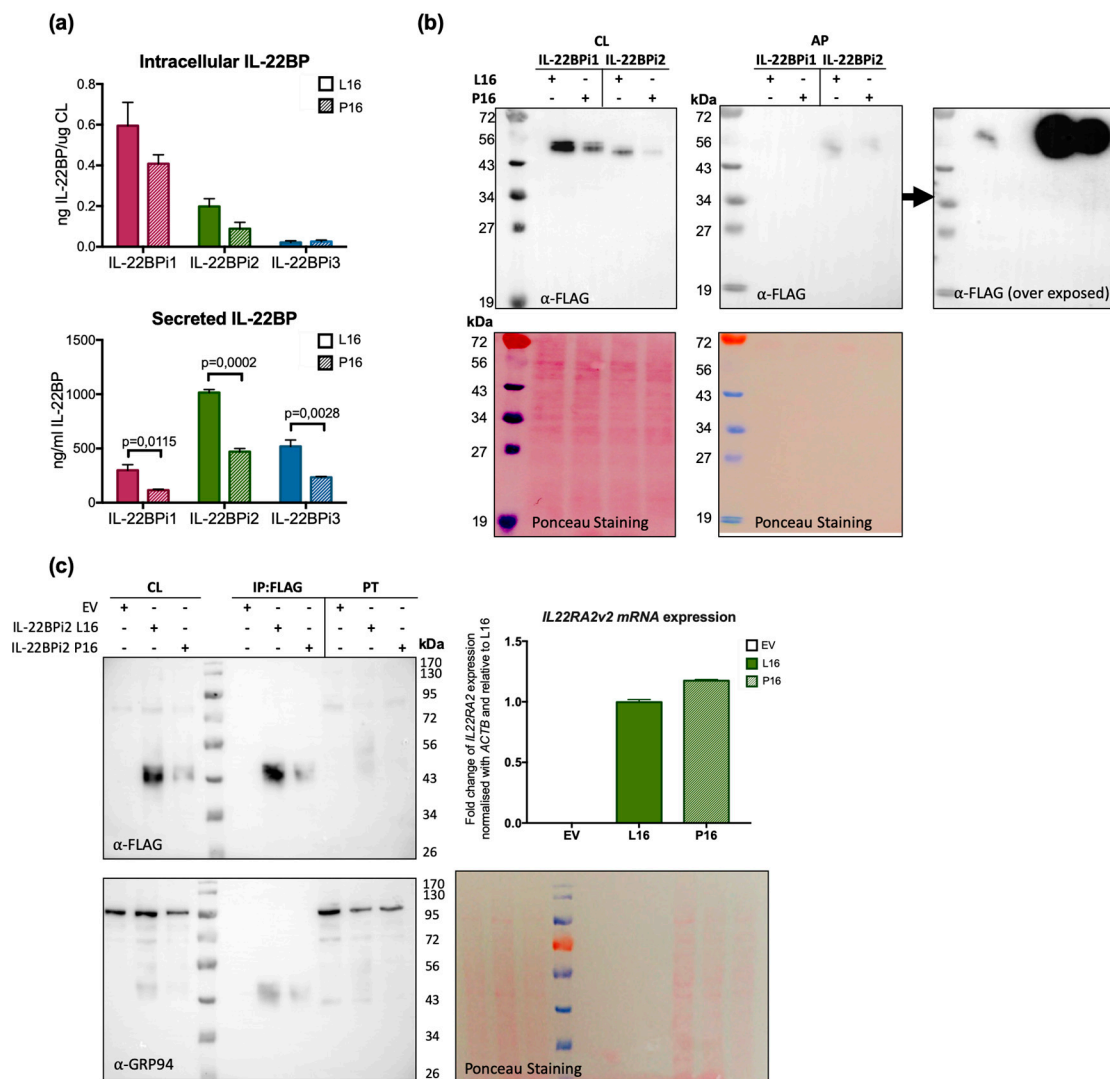 (a)
Intracellular IL-22BP
ng IL-22BP/ug CL
0.8
0.6
0.4
0.2
0.0
L16
P16
IL-22BPi1 IL-22BPi2 IL-22BPi3
Secreted IL-22BP
ng/ml IL-22BP
1500
1000
500
0
L16
P16
p=0,0115
p=0,0002
p=0,0028
IL-22BPi1 IL-22BPi2 IL-22BPi3
(b)
CL
IL-22BPi1 IL-22BPi2
L16 + - + -
P16 - + - +
72
56
43
34
27
19
α-FLAG
AP
IL-22BPi1 IL-22BPi2
+ - + -
- + - +
kDa
72
56
43
34
27
19
α-FLAG
72
56
43
34
27
19
α-FLAG (over exposed)
kDa
72
56
43
34
27
19
Ponceau Staining
72
56
43
34
27
19
Ponceau Staining
(c)
CL IP:FLAG PT
EV + - - + - - + - -
IL-22BPi2 L16 - + - - + - - + -
IL-22BPi2 P16 - - + - - + - - +
kDa
170
130
95
72
56
43
34
26
α-FLAG
170
130
95
72
56
43
34
26
α-GRP94
IL22RA2v2 mRNA expression
Fold change of IL22RA2 expression
normalised with ACTB and relative to L16
1.5
1.0
0.5
0.0
EV
L16
P16
EV L16 P16
Ponceau Staining